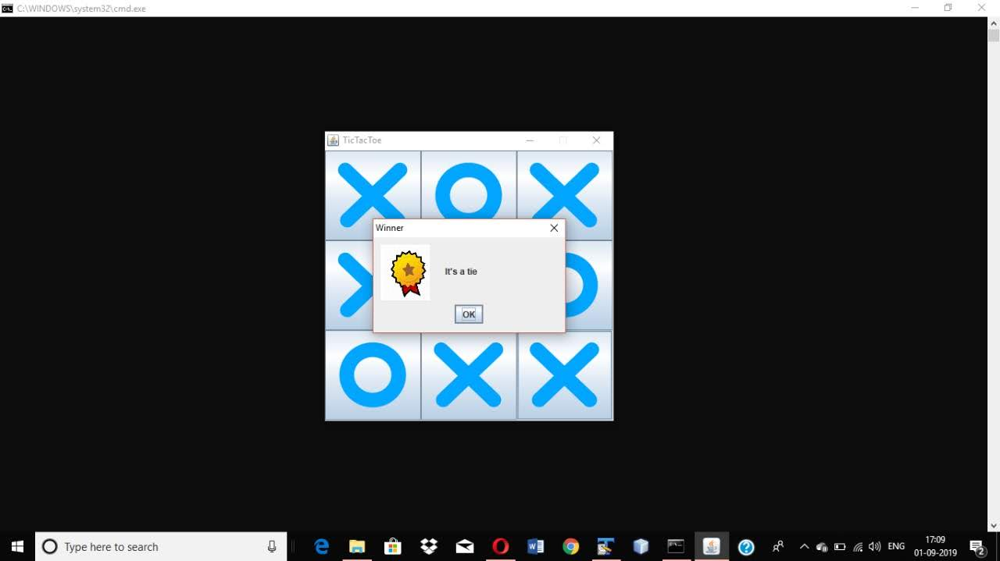 C:\WINDOWS\system32\cmd.exe
TicTacToe
Winner
It's a tie
OK
Type here to search
ENG
17:09
01-09-2019
2